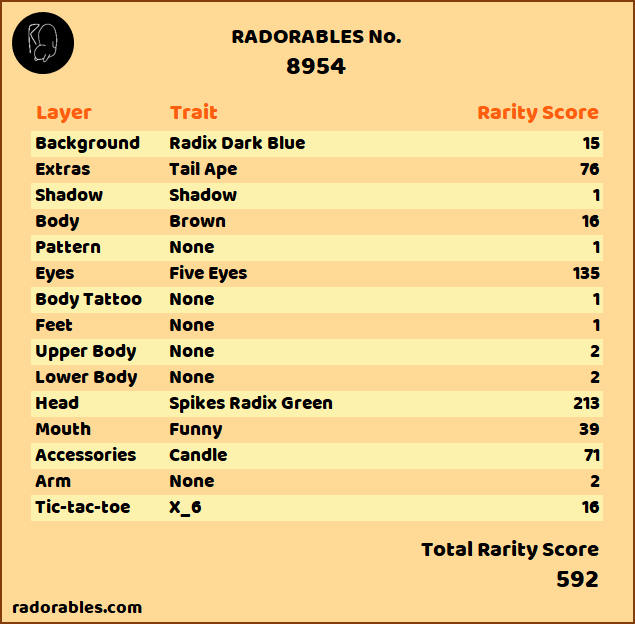 RADORABLES No.
8954
Layer Trait Rarity Score
Background Radix Dark Blue 15
Extras Tail Ape 76
Shadow Shadow 1
Body Brown 16
Pattern None 1
Eyes Five Eyes 135
Body Tattoo None 1
Feet None 1
Upper Body None 2
Lower Body None 2
Head Spikes Radix Green 213
Mouth Funny 39
Accessories Candle 71
Arm None 2
Tic-tac-toe X_6 16
Total Rarity Score
592
radorables.com